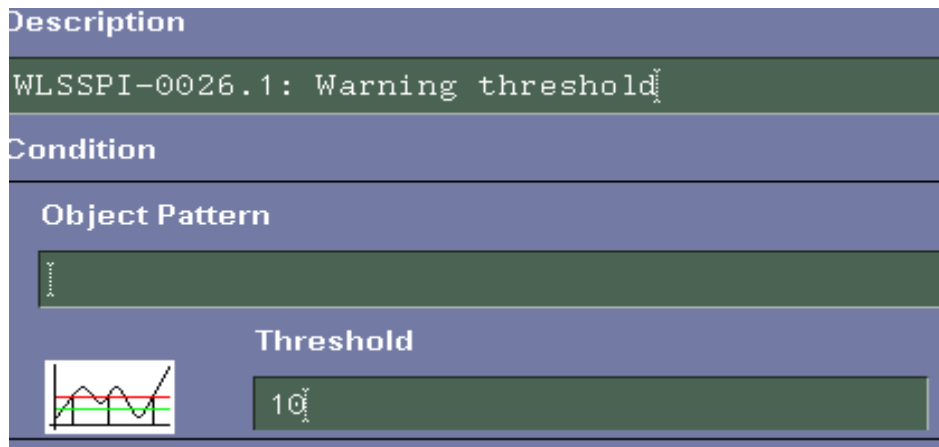 Description
WLSSPI-0026.1: Warning threshold
Condition
Object Pattern
Threshold
10